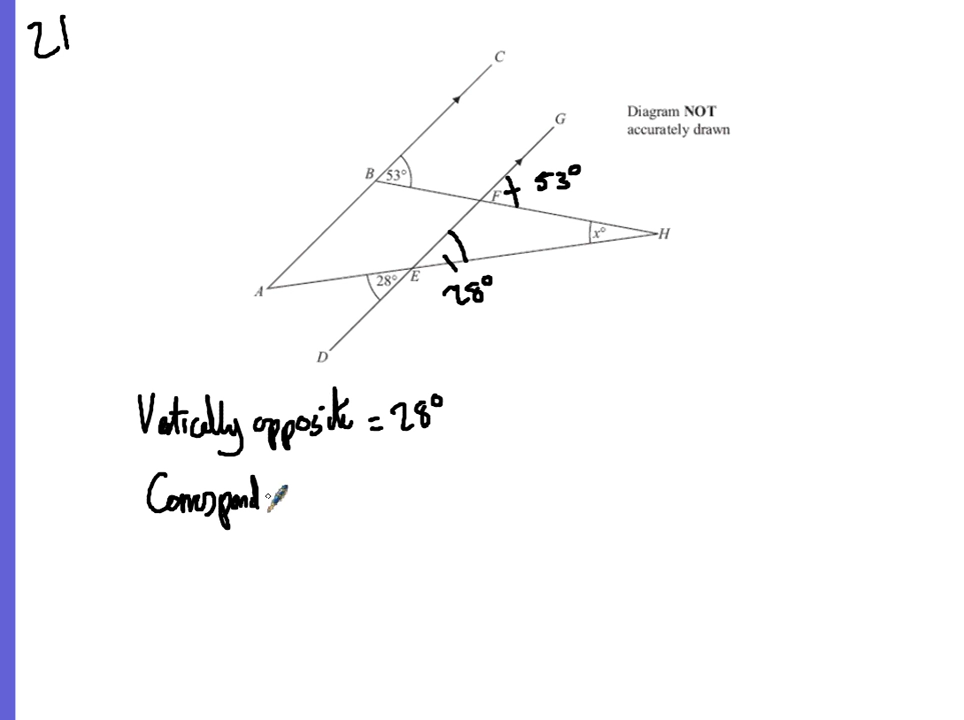 21
C
G
Diagram NOT
accurately drawn
B 53°
F 53°
x° H
A 28° E
28°
D
Vertically opposite = 28°
Correspond